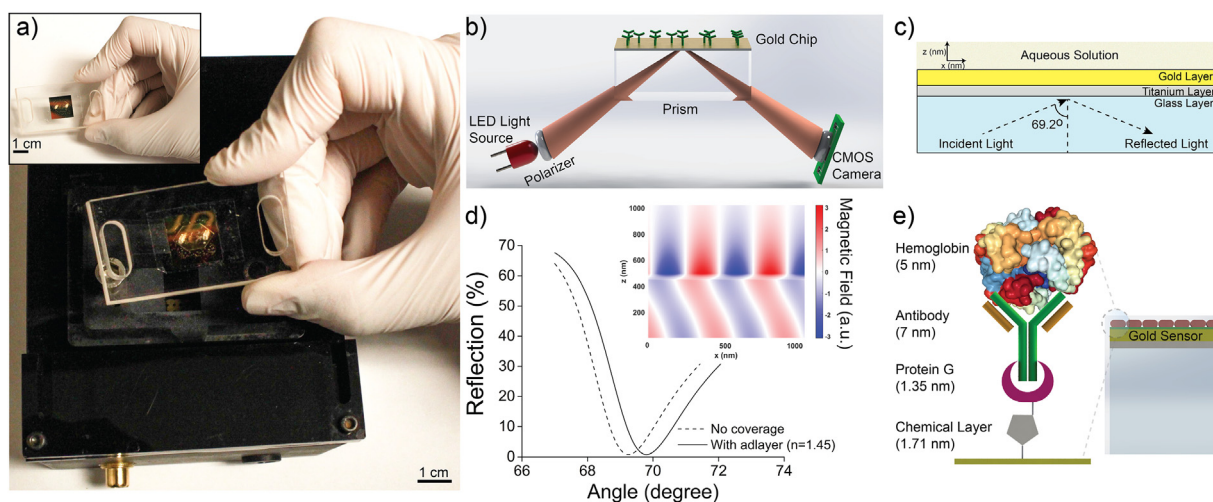 a)
1 cm
1 cm
b)
Gold Chip
Prism
LED Light
Source
Polarizer
CMOS
Camera
c)
z (nm)
x (nm)
Aqueous Solution
Gold Layer
Titanium Layer
Glass Layer
69.2º
Incident Light
Reflected Light
d)
Reflection (%)
70
60
50
40
30
20
10
0
66
68
70
72
74
Angle (degree)
No coverage
With adlayer (n=1.45)
z (nm)
800
600
400
200
0
500
1000
x (nm)
3
2
1
0
-1
-2
-3
Magnetic Field (a.u.)
e)
Hemoglobin
(5 nm)
Antibody
(7 nm)
Protein G
(1.35 nm)
Chemical Layer
(1.71 nm)
Gold Sensor